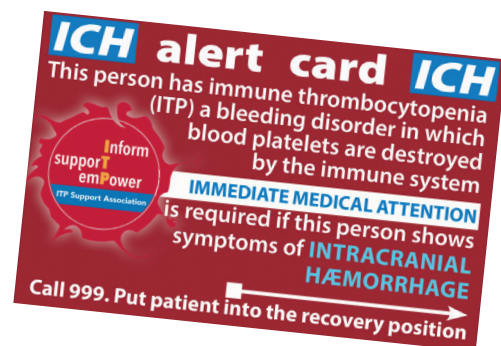 ICH alert card ICH
This person has immune thrombocytopenia
(ITP) a bleeding disorder in which
blood platelets are destroyed
by the immune system
Inform
supporT
emPower
ITP Support Association
IMMEDIATE MEDICAL ATTENTION
is required if this person shows
symptoms of INTRACRANIAL
HÆMORRHAGE
Call 999. Put patient into the recovery position